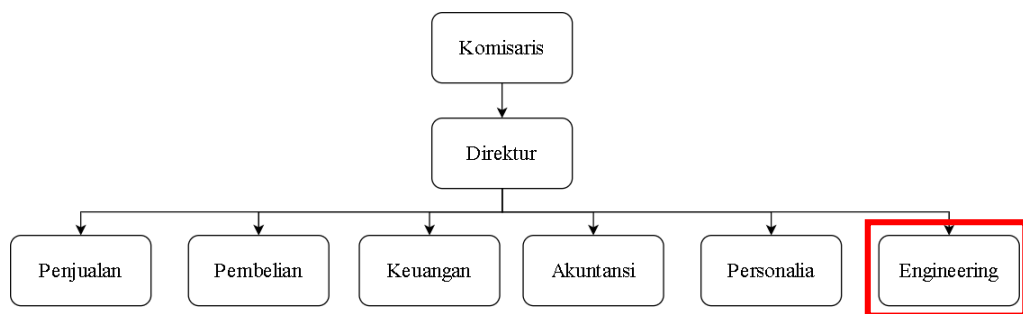 Komisaris
Direktur
Penjualan
Pembelian
Keuangan
Akuntansi
Personalia
Engineering